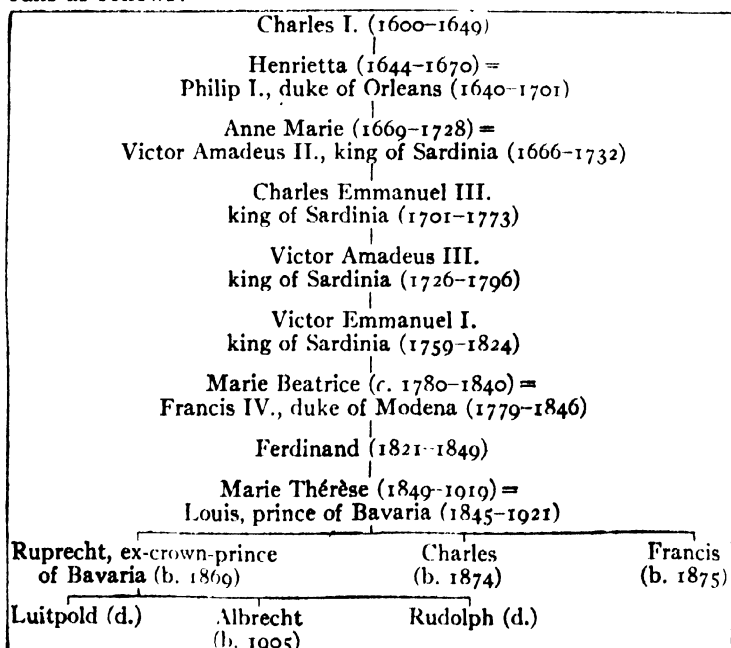 Charles I. (1600–1649)
Henrietta (1644–1670) =
Philip I., duke of Orleans (1640–1701)
Anne Marie (1669–1728) =
Victor Amadeus II., king of Sardinia (1666–1732)
Charles Emmanuel III.
king of Sardinia (1701–1773)
Victor Amadeus III.
king of Sardinia (1726–1796)
Victor Emmanuel I.
king of Sardinia (1759–1824)
Marie Beatrice (c. 1780–1840) =
Francis IV., duke of Modena (1779–1846)
Ferdinand (1821–1849)
Marie Thérèse (1849–1919) =
Louis, prince of Bavaria (1845–1921)
Ruprecht, ex-crown-prince Charles Francis
of Bavaria (b. 1869) (b. 1874) (b. 1875)
Luitpold (d.) Albrecht Rudolph (d.)
(b. 1905)